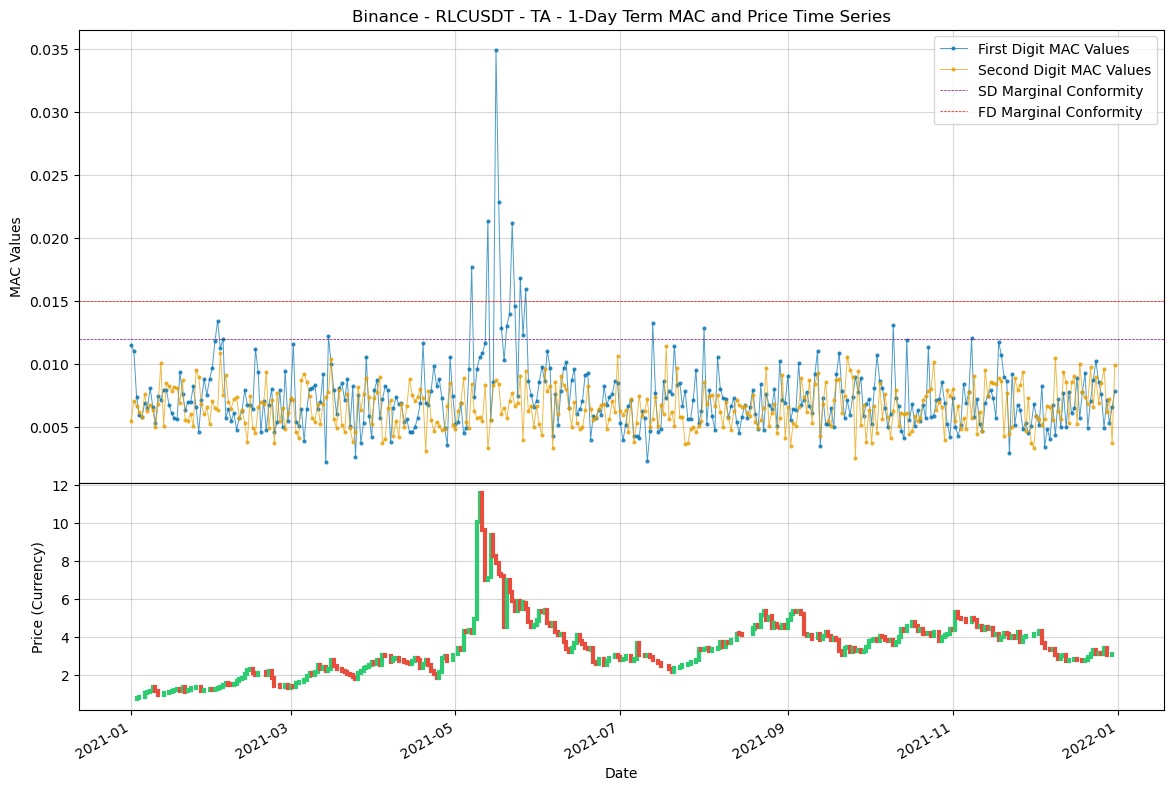 Binance - RLCUSDT - TA - 1-Day Term MAC and Price Time Series
First Digit MAC Values
Second Digit MAC Values
SD Marginal Conformity
FD Marginal Conformity
MAC Values
0.035
0.030
0.025
0.020
0.015
0.010
0.005
Price (Currency)
12
10
8
6
4
2
2021-01
2021-03
2021-05
2021-07
2021-09
2021-11
2022-01
Date